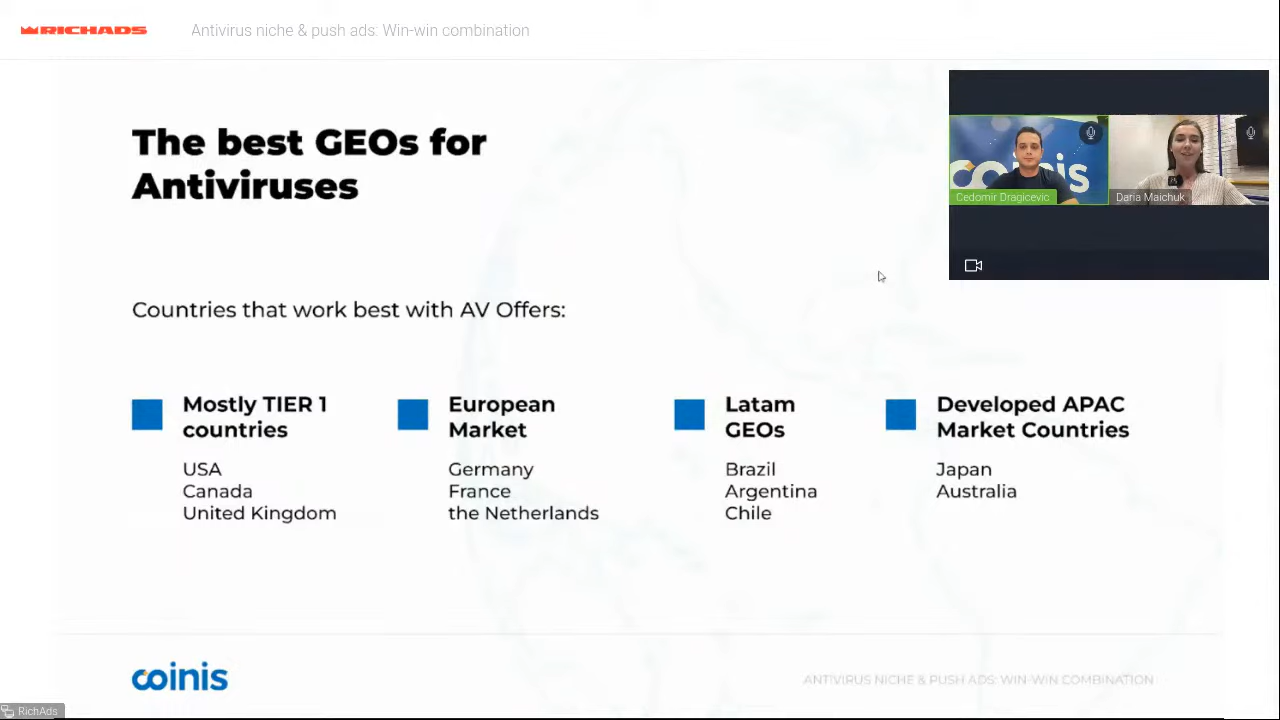 RICHADS
Antivirus niche & push ads: Win-win combination
The best GEOs for
Antiviruses
coinis
Cedomir Dragicevic
Daria Maichuk
Countries that work best with AV Offers:
Mostly TIER 1
countries
USA
Canada
United Kingdom
European
Market
Germany
France
the Netherlands
Latam
GEOs
Brazil
Argentina
Chile
Developed APAC
Market Countries
Japan
Australia
coinis
ANTIVIRUS NICHE & PUSH ADS: WIN-WIN COMBINATION
RichAds